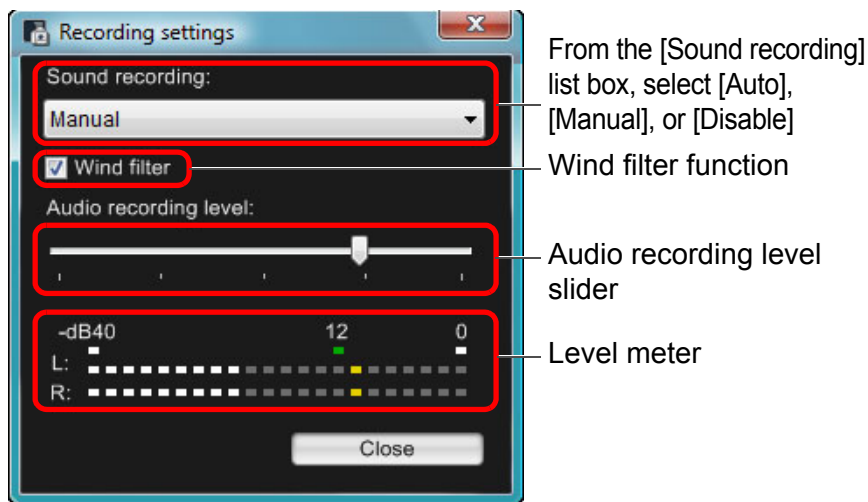 Recording settings
Sound recording:
Manual
Wind filter
Audio recording level:
-dB40 12 0
L:
R:
Close
From the [Sound recording]
list box, select [Auto],
[Manual], or [Disable]
Wind filter function
Audio recording level
slider
Level meter